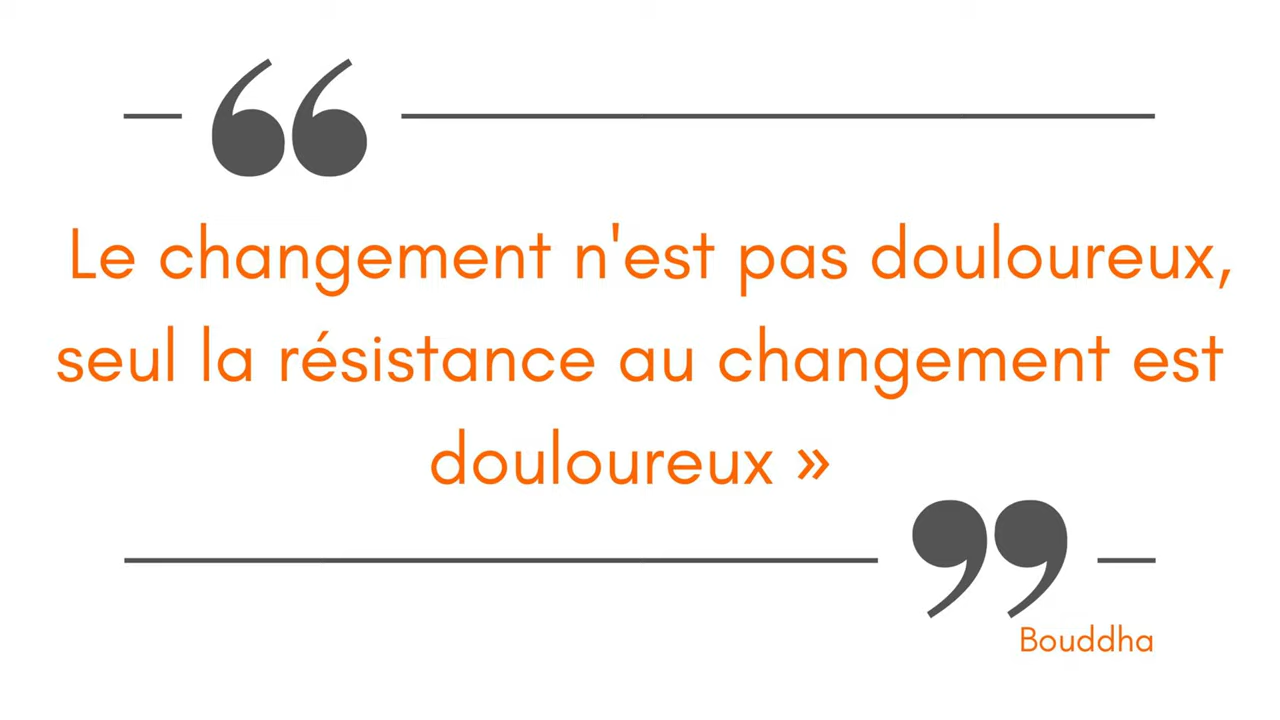 Le changement n'est pas douloureux,
seul la résistance au changement est
douloureux »
Bouddha